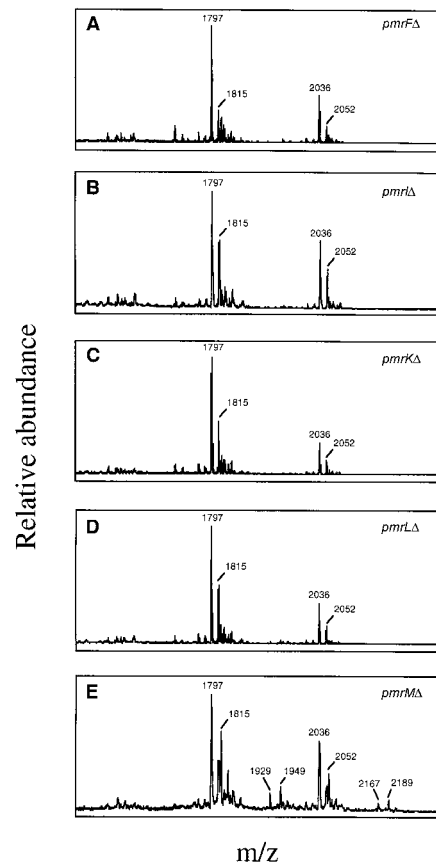 A
pmrFΔ
1797
1815
2036
2052
B
pmrIΔ
1797
1815
2036
2052
C
pmrKΔ
1797
1815
2036
2052
D
pmrLΔ
1797
1815
2036
2052
E
pmrMΔ
1797
1815
1929
1949
2036
2052
2167
2189
Relative abundance
m/z